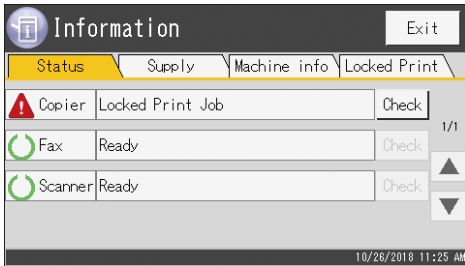 Information Exit
Status Supply Machine info Locked Print
Copier Locked Print Job Check
1/1
Fax Ready Check
Scanner Ready Check
10/26/2018 11:25 AM